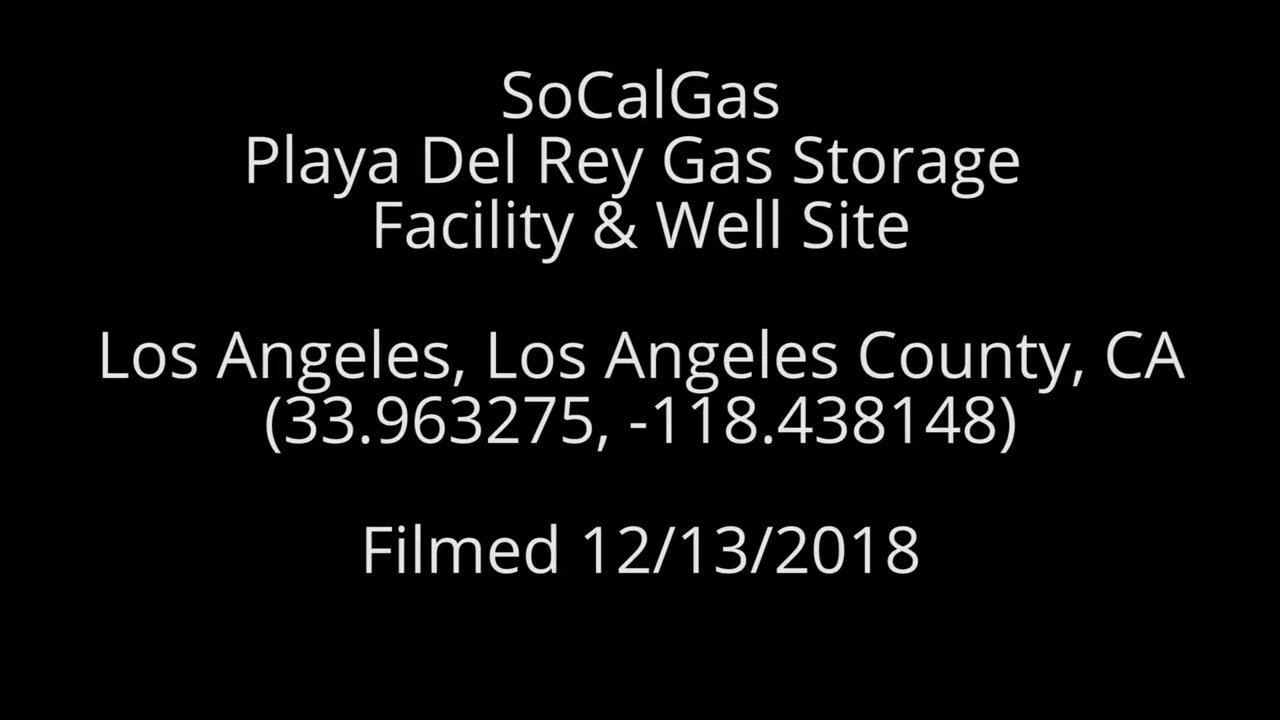 SoCalGas
Playa Del Rey Gas Storage
Facility & Well Site
Los Angeles, Los Angeles County, CA
(33.963275, -118.438148)
Filmed 12/13/2018